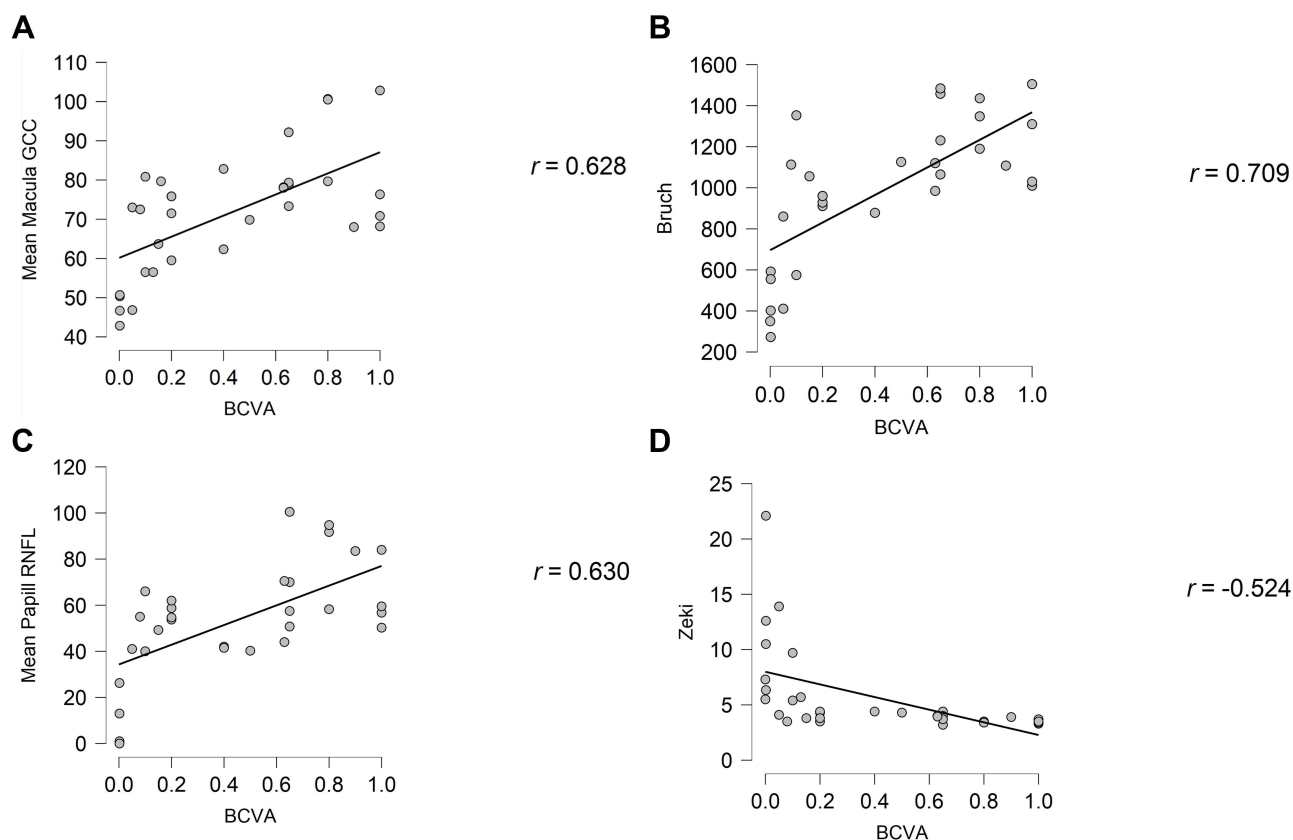 A
110
100
90
80
70
60
50
40
Mean Macula GCC
0.0 0.2 0.4 0.6 0.8 1.0
BCVA
r = 0.628
B
1600
1400
1200
1000
800
600
400
200
Bruch
0.0 0.2 0.4 0.6 0.8 1.0
BCVA
r = 0.709
C
120
100
80
60
40
20
0
Mean Papill RNFL
0.0 0.2 0.4 0.6 0.8 1.0
BCVA
r = 0.630
D
25
20
15
10
5
0
Zeki
0.0 0.2 0.4 0.6 0.8 1.0
BCVA
r = -0.524